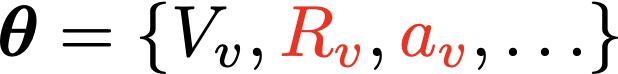 𝜽 = {V_v, R_v, a_v, …}